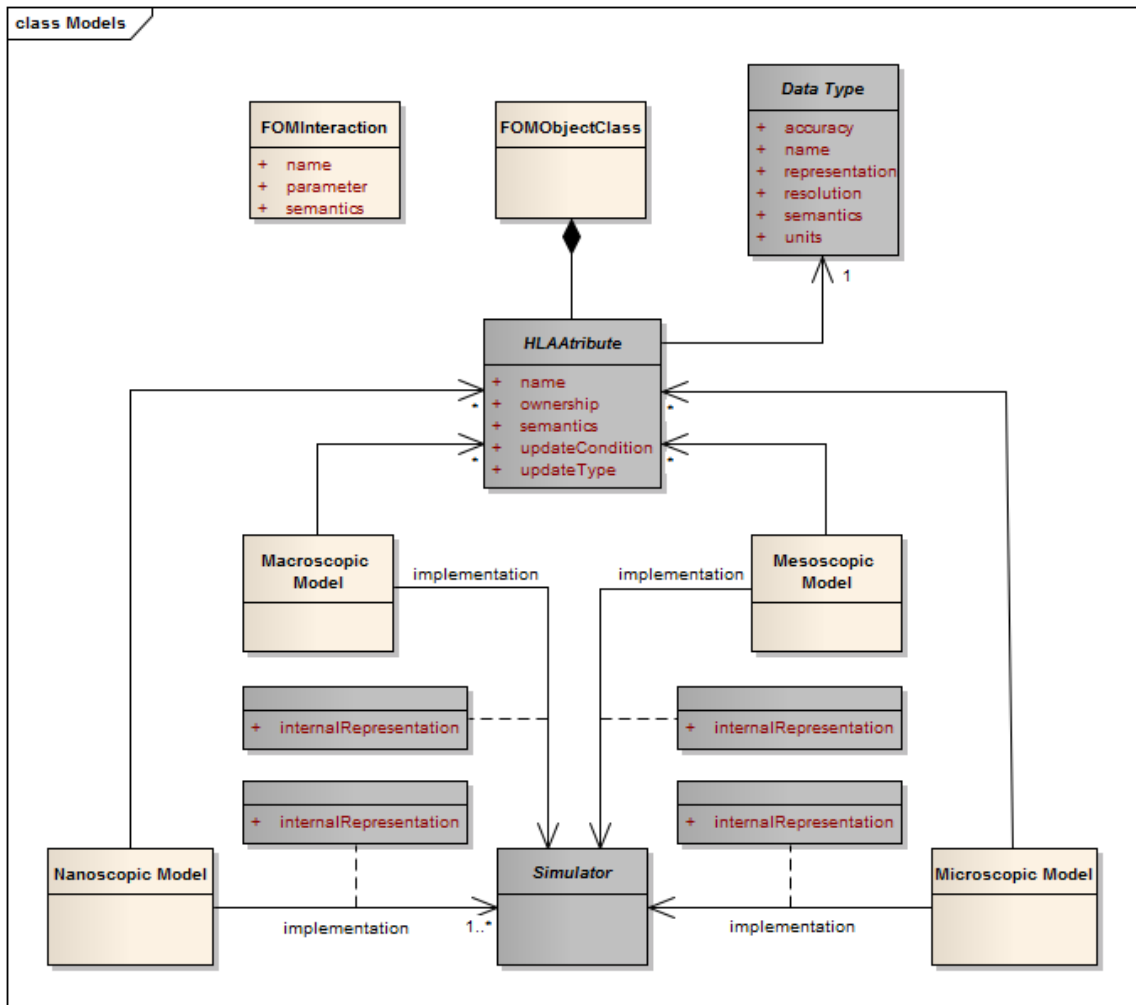 class Models
FOMInteraction
+ name
+ parameter
+ semantics
FOMObjectClass
Data Type
+ accuracy
+ name
+ representation
+ resolution
+ semantics
+ units
1
HLAAtribute
+ name
+ ownership
+ semantics
+ updateCondition
+ updateType
*
*
*
*
Macroscopic
Model
implementation
implementation
Mesoscopic
Model
+ internalRepresentation
+ internalRepresentation
+ internalRepresentation
+ internalRepresentation
Nanoscopic Model
Simulator
Microscopic Model
implementation
1..*
implementation